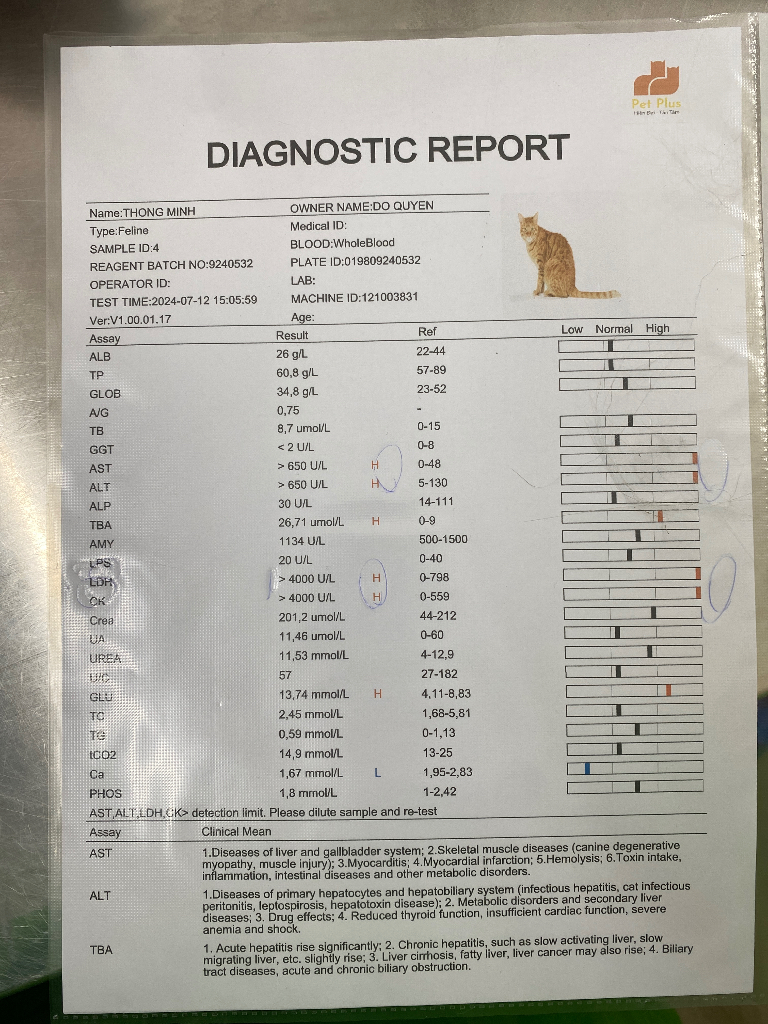 Pet Plus
DIAGNOSTIC REPORT
Name:THONG MINH OWNER NAME:DO QUYEN
Type:Feline Medical ID:
SAMPLE ID:4 BLOOD:WholeBlood
REAGENT BATCH NO:9240532 PLATE ID:019809240532
OPERATOR ID: LAB:
TEST TIME:2024-07-12 15:05:59 MACHINE ID:121003831
Ver:V1.00.01.17 Age:
Assay Result Ref Low Normal High
ALB 26 g/L 22-44
TP 60,8 g/L 57-89
GLOB 34,8 g/L 23-52
A/G 0,75 -
TB 8,7 umol/L 0-15
GGT < 2 U/L 0-8
AST > 650 U/L H 0-48
ALT > 650 U/L H 5-130
ALP 30 U/L 14-111
TBA 26,71 umol/L H 0-9
AMY 1134 U/L 500-1500
LPS 20 U/L 0-40
LDH > 4000 U/L H 0-798
CK > 4000 U/L H 0-559
Crea 201,2 umol/L 44-212
UA 11,46 umol/L 0-60
UREA 11,53 mmol/L 4-12,9
U/C 57 27-182
GLU 13,74 mmol/L H 4,11-8,83
TC 2,45 mmol/L 1,68-5,81
TG 0,59 mmol/L 0-1,13
tCO2 14,9 mmol/L 13-25
Ca 1,67 mmol/L L 1,95-2,83
PHOS 1,8 mmol/L 1-2,42
AST,ALT,LDH,CK> detection limit. Please dilute sample and re-test
Assay Clinical Mean
AST 1.Diseases of liver and gallbladder system; 2.Skeletal muscle diseases (canine degenerative
myopathy, muscle injury); 3.Myocarditis; 4.Myocardial infarction; 5.Hemolysis; 6.Toxin intake,
inflammation, intestinal diseases and other metabolic disorders.
ALT 1.Diseases of primary hepatocytes and hepatobiliary system (infectious hepatitis, cat infectious
peritonitis, leptospirosis, hepatotoxin disease); 2. Metabolic disorders and secondary liver
diseases; 3. Drug effects; 4. Reduced thyroid function, insufficient cardiac function, severe
anemia and shock.
TBA 1. Acute hepatitis rise significantly; 2. Chronic hepatitis, such as slow activating liver, slow
migrating liver, etc. slightly rise; 3. Liver cirrhosis, fatty liver, liver cancer may also rise; 4. Biliary
tract diseases, acute and chronic biliary obstruction.